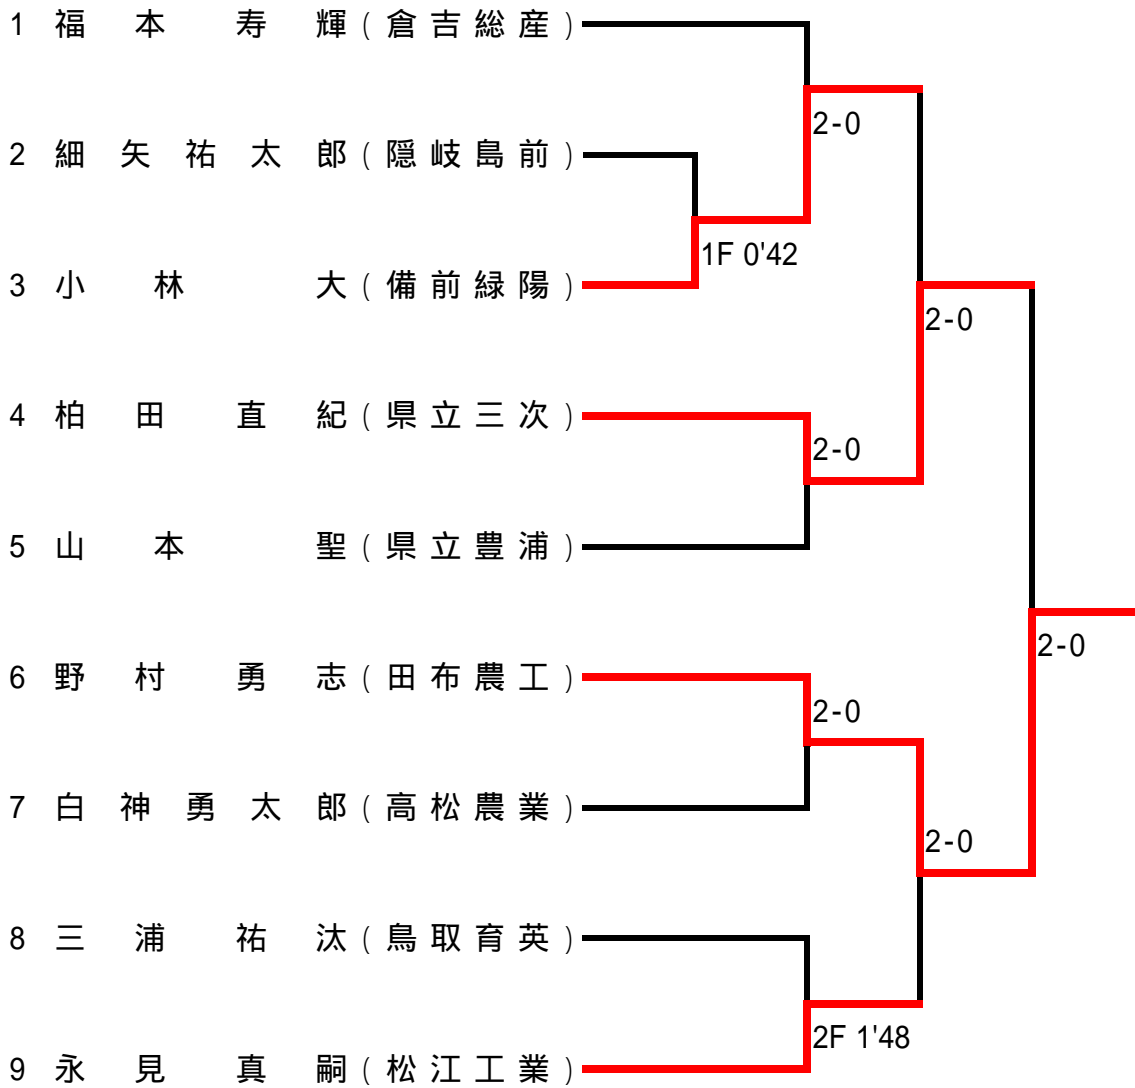 1 福本寿輝(倉吉総産)
2-0
2 細矢祐太郎(隠岐島前)
1F 0'42
3 小林大(備前緑陽)
2-0
4 柏田直紀(県立三次)
2-0
5 山本聖(県立豊浦)
2-0
6 野村勇志(田布農工)
2-0
7 白神勇太郎(高松農業)
2-0
8 三浦祐汰(鳥取育英)
2F 1'48
9 永見真嗣(松江工業)